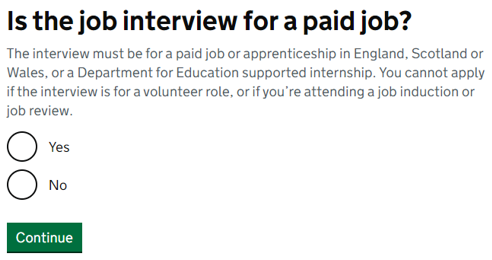 Is the job interview for a paid job?
The interview must be for a paid job or apprenticeship in England, Scotland or
Wales, or a Department for Education supported internship. You cannot apply
if the interview is for a volunteer role, or if you’re attending a job induction or
job review.
Yes
No
Continue